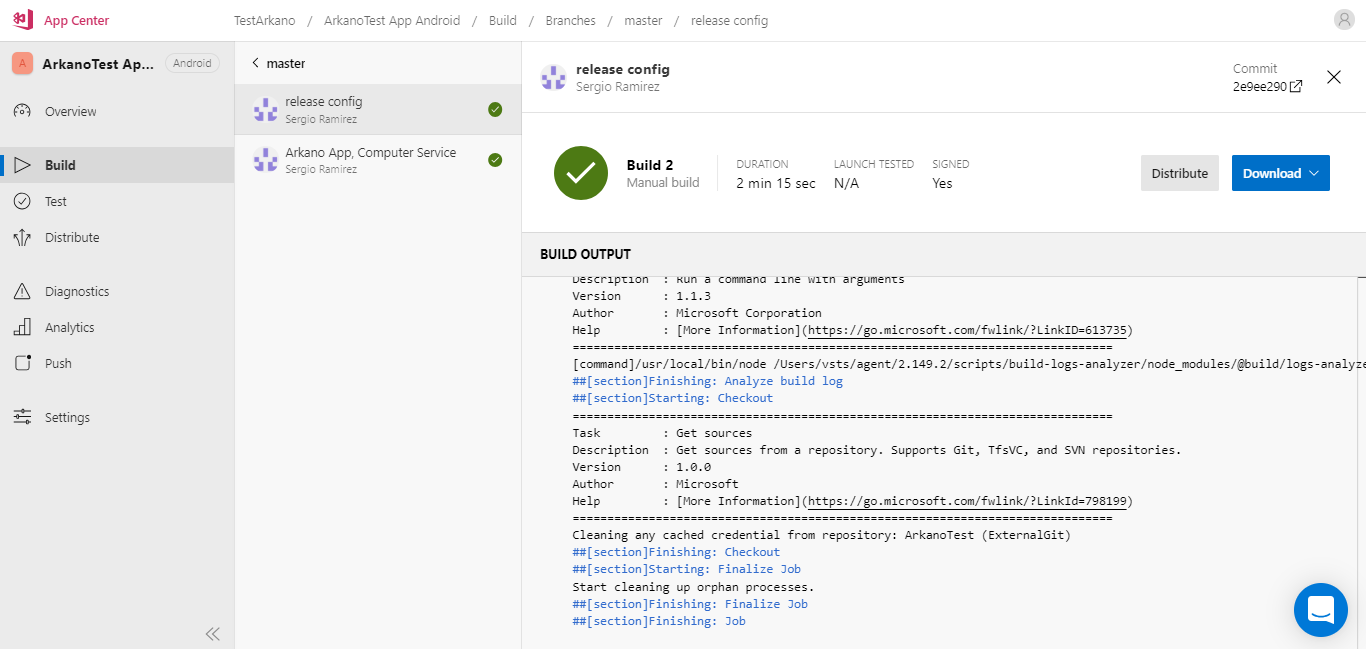 App Center
TestArkano / ArkanoTest App Android / Build / Branches / master / release config
A ArkanoTest Ap... Android
Overview
Build
Test
Distribute
Diagnostics
Analytics
Push
Settings
master
release config
Sergio Ramirez
Arkano App, Computer Service
Sergio Ramirez
release config
Sergio Ramirez
Commit
2e9ee290
Build 2
Manual build
DURATION
2 min 15 sec
LAUNCH TESTED
N/A
SIGNED
Yes
Distribute
Download
BUILD OUTPUT
Description : Run a command line with arguments
Version : 1.1.3
Author : Microsoft Corporation
Help : [More Information](https://go.microsoft.com/fwlink/?LinkID=613735)
==============================================================================
[command]/usr/local/bin/node /Users/vsts/agent/2.149.2/scripts/build-logs-analyzer/node_modules/@build/logs-analyze
##[section]Finishing: Analyze build log
##[section]Starting: Checkout
==============================================================================
Task : Get sources
Description : Get sources from a repository. Supports Git, TfsVC, and SVN repositories.
Version : 1.0.0
Author : Microsoft
Help : [More Information](https://go.microsoft.com/fwlink/?LinkId=798199)
==============================================================================
Cleaning any cached credential from repository: ArkanoTest (ExternalGit)
##[section]Finishing: Checkout
##[section]Starting: Finalize Job
Start cleaning up orphan processes.
##[section]Finishing: Finalize Job
##[section]Finishing: Job